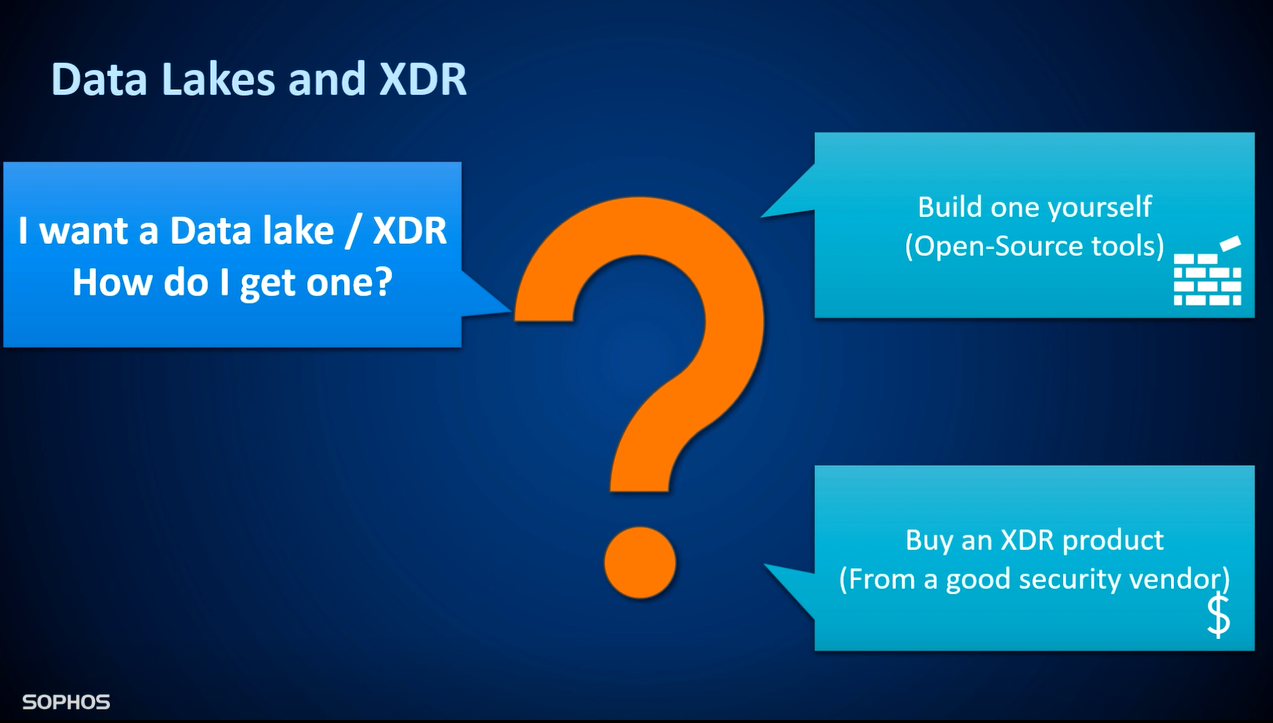 Data Lakes and XDR
I want a Data lake / XDR
How do I get one?
Build one yourself
(Open-Source tools)
Buy an XDR product
(From a good security vendor)
$
SOPHOS